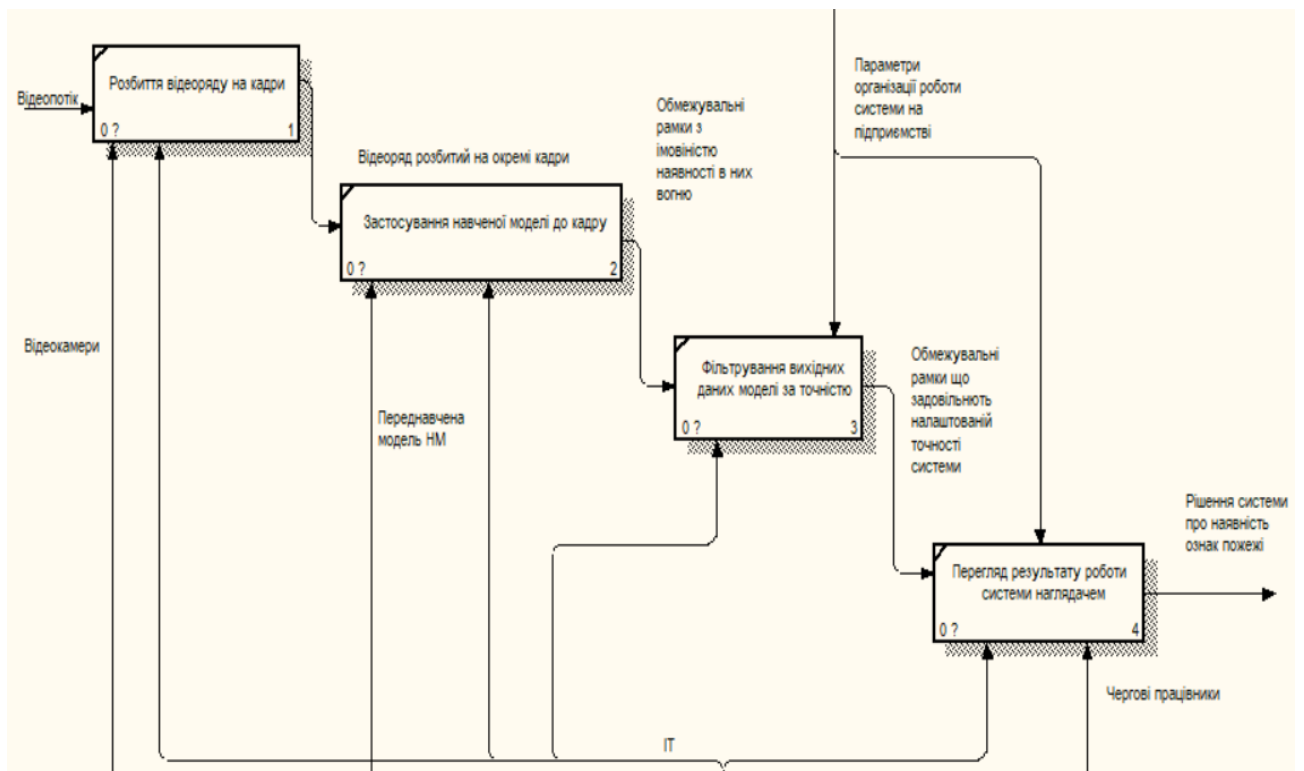 Розбиття відеоряду на кадри
Відеопотік
0 ?
1
Параметри
організації роботи
системи на
підприємстві
Обмежувальні
рамки з
імовіністю
наявності в них
вогню
Відеоряд розбитий на окремі кадри
Застосування навченої моделі до кадру
0 ?
2
Відеокамери
Фільтрування вихідних
даних моделі за точністю
0 ?
3
Обмежувальні
рамки що
задовільнють
налаштованій
точності
системи
Переднавчена
модель НМ
Рішення системи
про наявність
ознак пожежі
Перегляд результату роботи
системи наглядачем
0 ?
4
Чергові працівники
ІТ